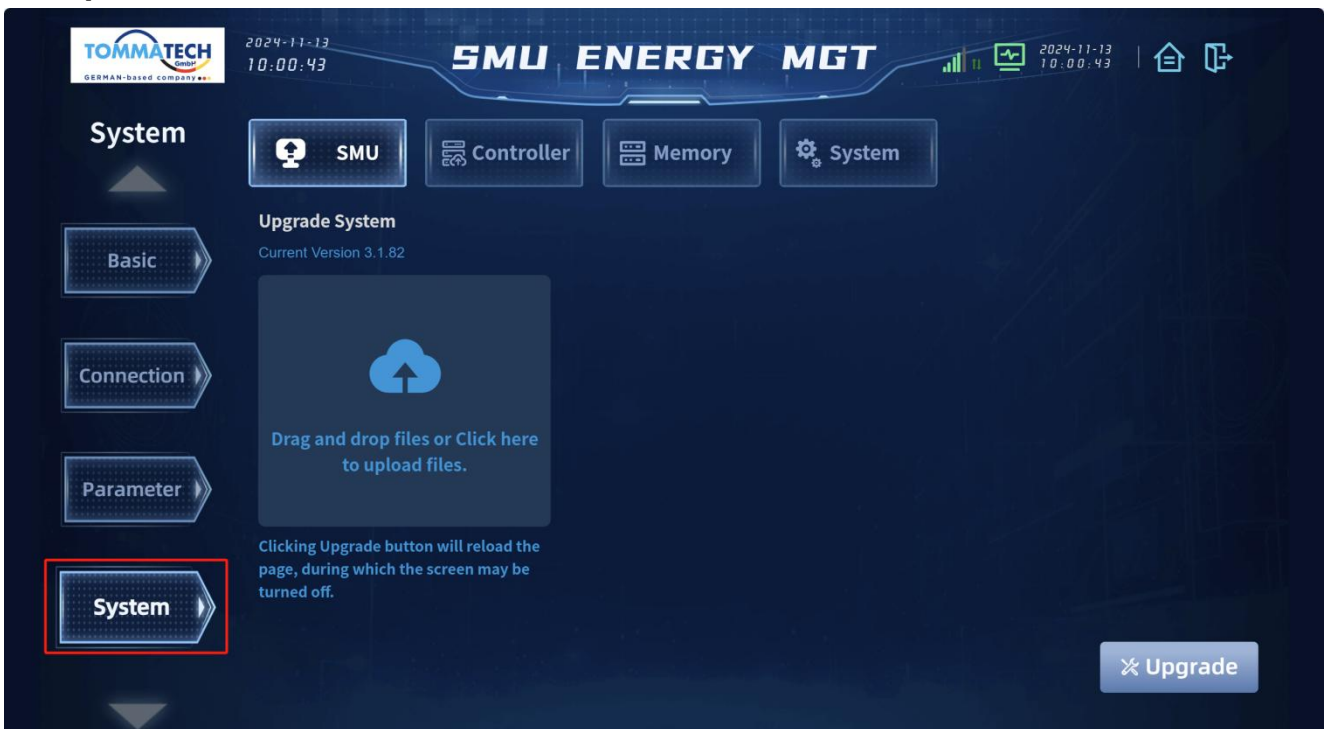 TOMMATECH
GmbH
GERMAN-based company
2024-11-13
10:00:43
SMU ENERGY MGT
2024-11-13
10:00:43
System
SMU
Controller
Memory
System
Upgrade System
Current Version 3.1.82
Basic
Connection
Drag and drop files or Click here
to upload files.
Parameter
Clicking Upgrade button will reload the
page, during which the screen may be
turned off.
System
Upgrade